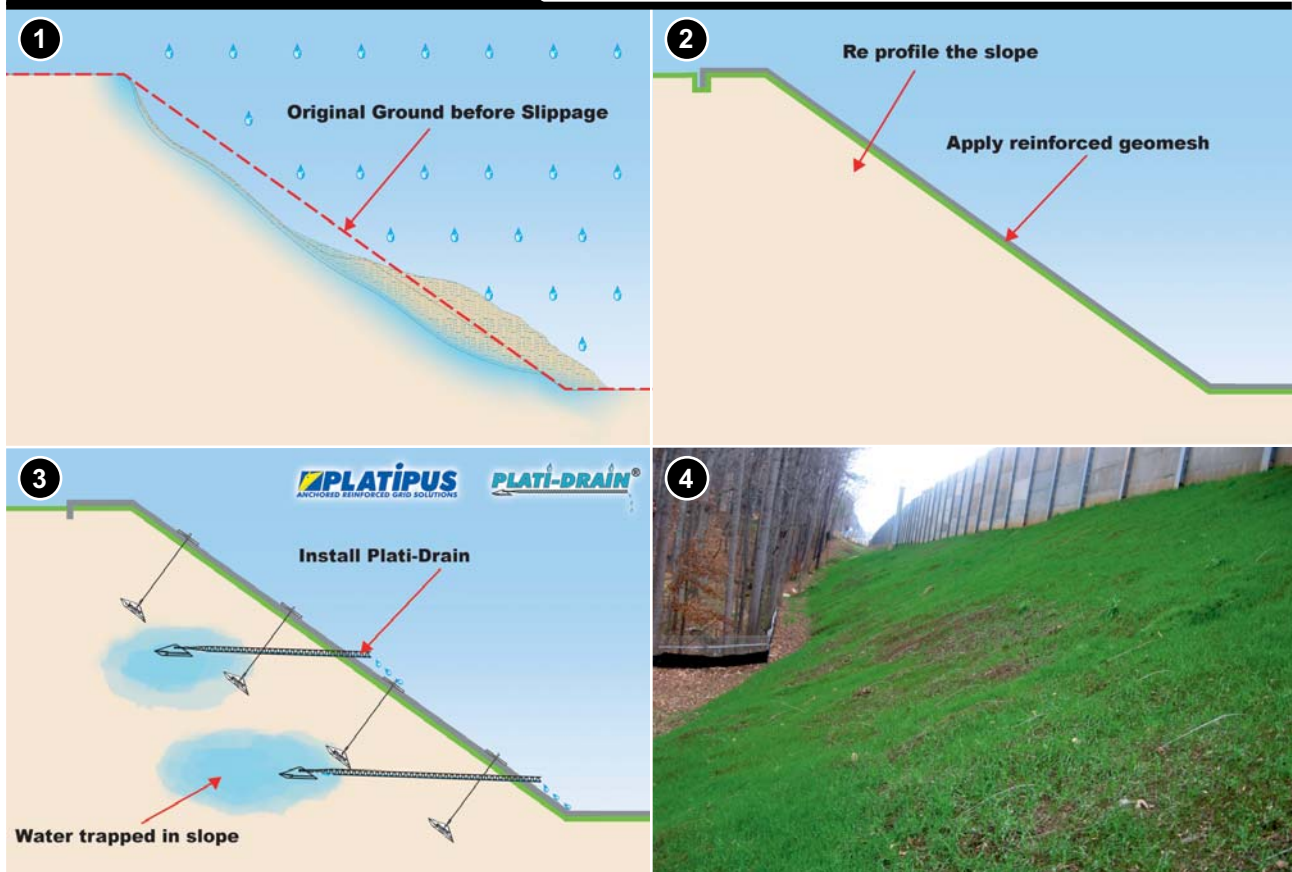 1
Original Ground before Slippage
2
Re profile the slope
Apply reinforced geomesh
3
PLATIPUS
ANCHORED REINFORCED GRID SOLUTIONS
PLATI-DRAIN®
Install Plati-Drain
Water trapped in slope
4